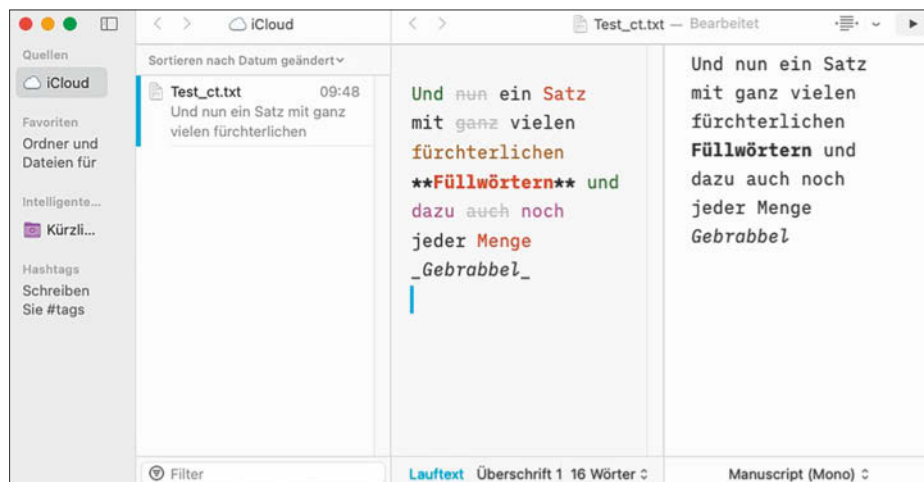 iCloud
Test_ct.txt — Bearbeitet
Quellen
iCloud
Favoriten
Ordner und
Dateien für
Intelligente...
Kürzli...
Hashtags
Schreiben
Sie #tags
Sortieren nach Datum geändert
Test_ct.txt 09:48
Und nun ein Satz mit ganz
vielen fürchterlichen
Filter
Und nun ein Satz
mit ganz vielen
fürchterlichen
**Füllwörtern** und
dazu auch noch
jeder Menge
_Gebrabbel_
Lauftext Überschrift 1 16 Wörter
Und nun ein Satz
mit ganz vielen
fürchterlichen
Füllwörtern und
dazu auch noch
jeder Menge
Gebrabbel
Manuscript (Mono)